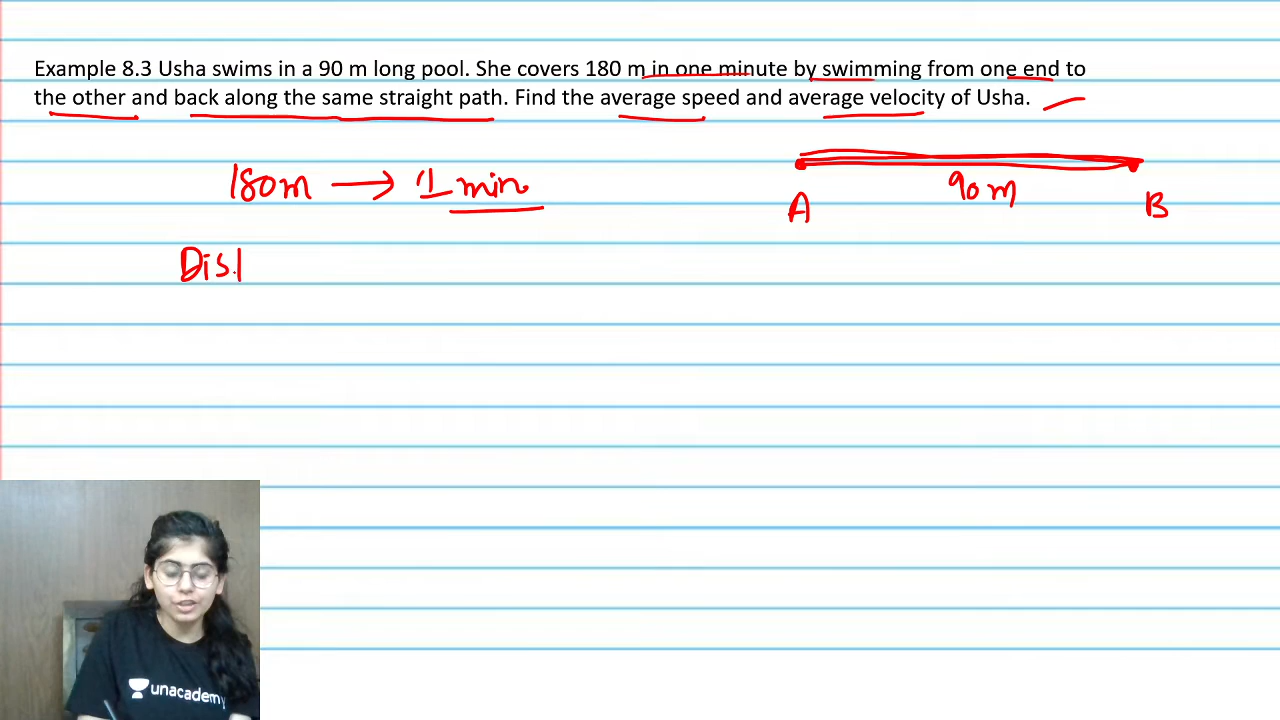 Example 8.3 Usha swims in a 90 m long pool. She covers 180 m in one minute by swimming from one end to
the other and back along the same straight path. Find the average speed and average velocity of Usha.
180m → 1 min
90 m
A B
Dis
unacademy